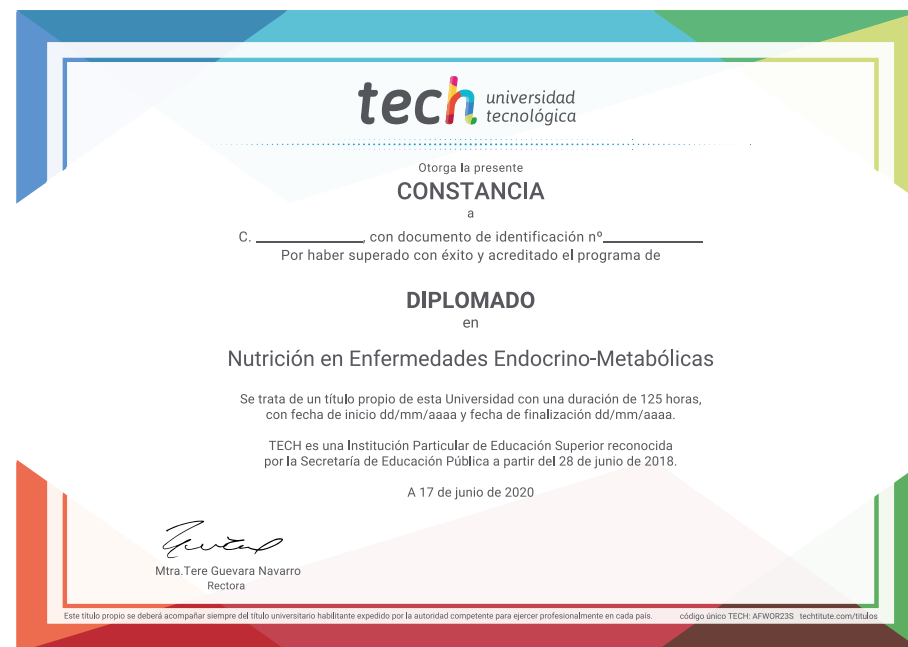 tech universidad
tecnológica
Otorga la presente
CONSTANCIA
a
C. ______________, con documento de identificación nº_____________
Por haber superado con éxito y acreditado el programa de
DIPLOMADO
en
Nutrición en Enfermedades Endocrino-Metabólicas
Se trata de un título propio de esta Universidad con una duración de 125 horas,
con fecha de inicio dd/mm/aaaa y fecha de finalización dd/mm/aaaa.
TECH es una Institución Particular de Educación Superior reconocida
por la Secretaría de Educación Pública a partir del 28 de junio de 2018.
A 17 de junio de 2020
Mtra.Tere Guevara Navarro
Rectora
Este título propio se deberá acompañar siempre del título universitario habilitante expedido por la autoridad competente para ejercer profesionalmente en cada país. código único TECH: AFWOR23S techtitute.com/titulos